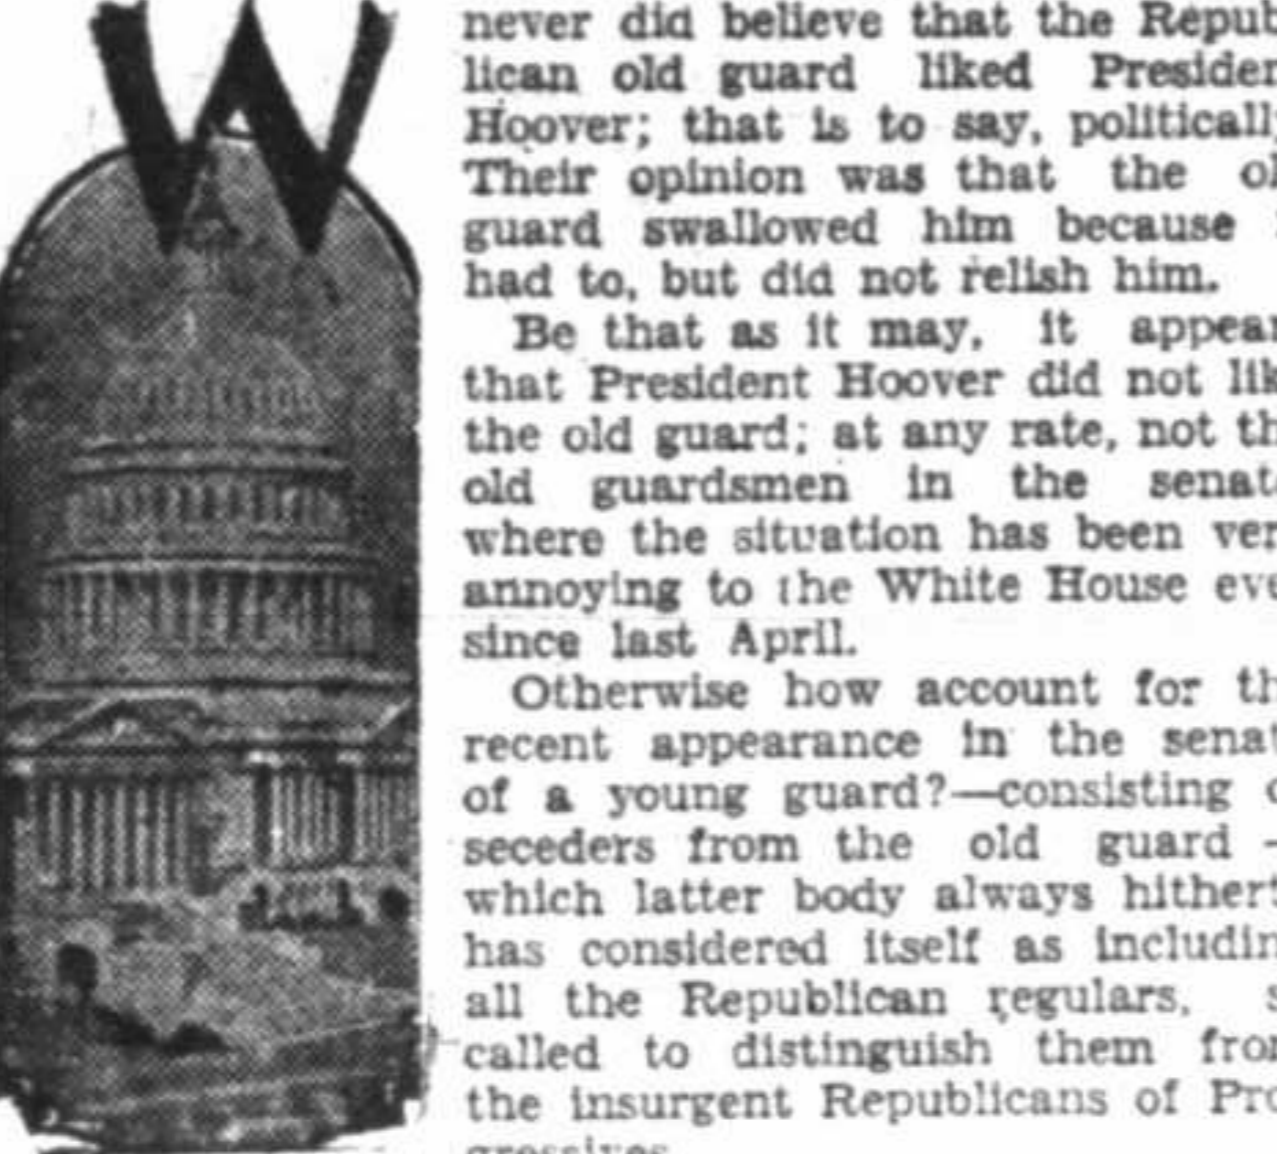 W
never did believe that the Repub
lican old guard liked Presiden
Hoover; that is to say, politicall
Their opinion was that the ol
guard swallowed him because
had to, but did not relish him.
Be that as it may, it appear
that President Hoover did not lik
the old guard; at any rate, not th
old guardsmen in the senat
where the situation has been ver
annoying to the White House eve
since last April.
Otherwise how account for th
recent appearance in the senat
of a young guard?—consisting
seceders from the old guard —
which latter body always hithert
has considered itself as includin
all the Republican regulars, s
called to distinguish them from
the insurgent Republicans of Pro
gressives